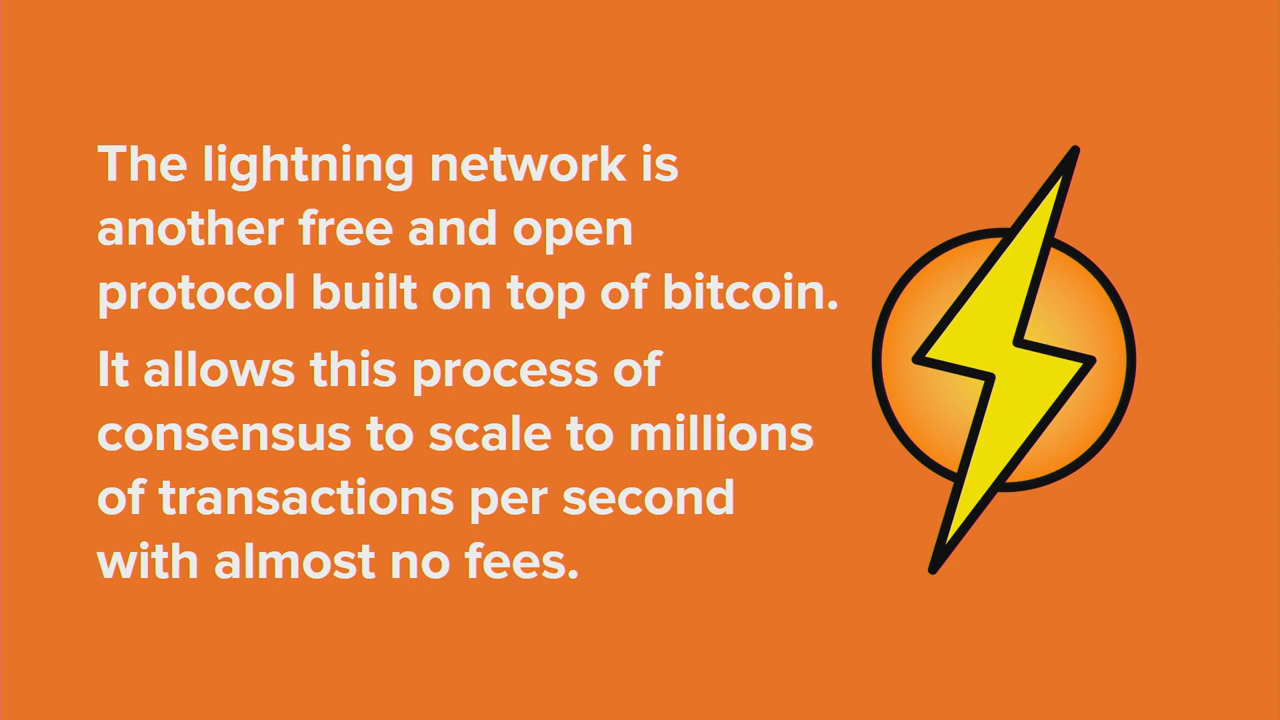 The lightning network is
another free and open
protocol built on top of bitcoin.
It allows this process of
consensus to scale to millions
of transactions per second
with almost no fees.